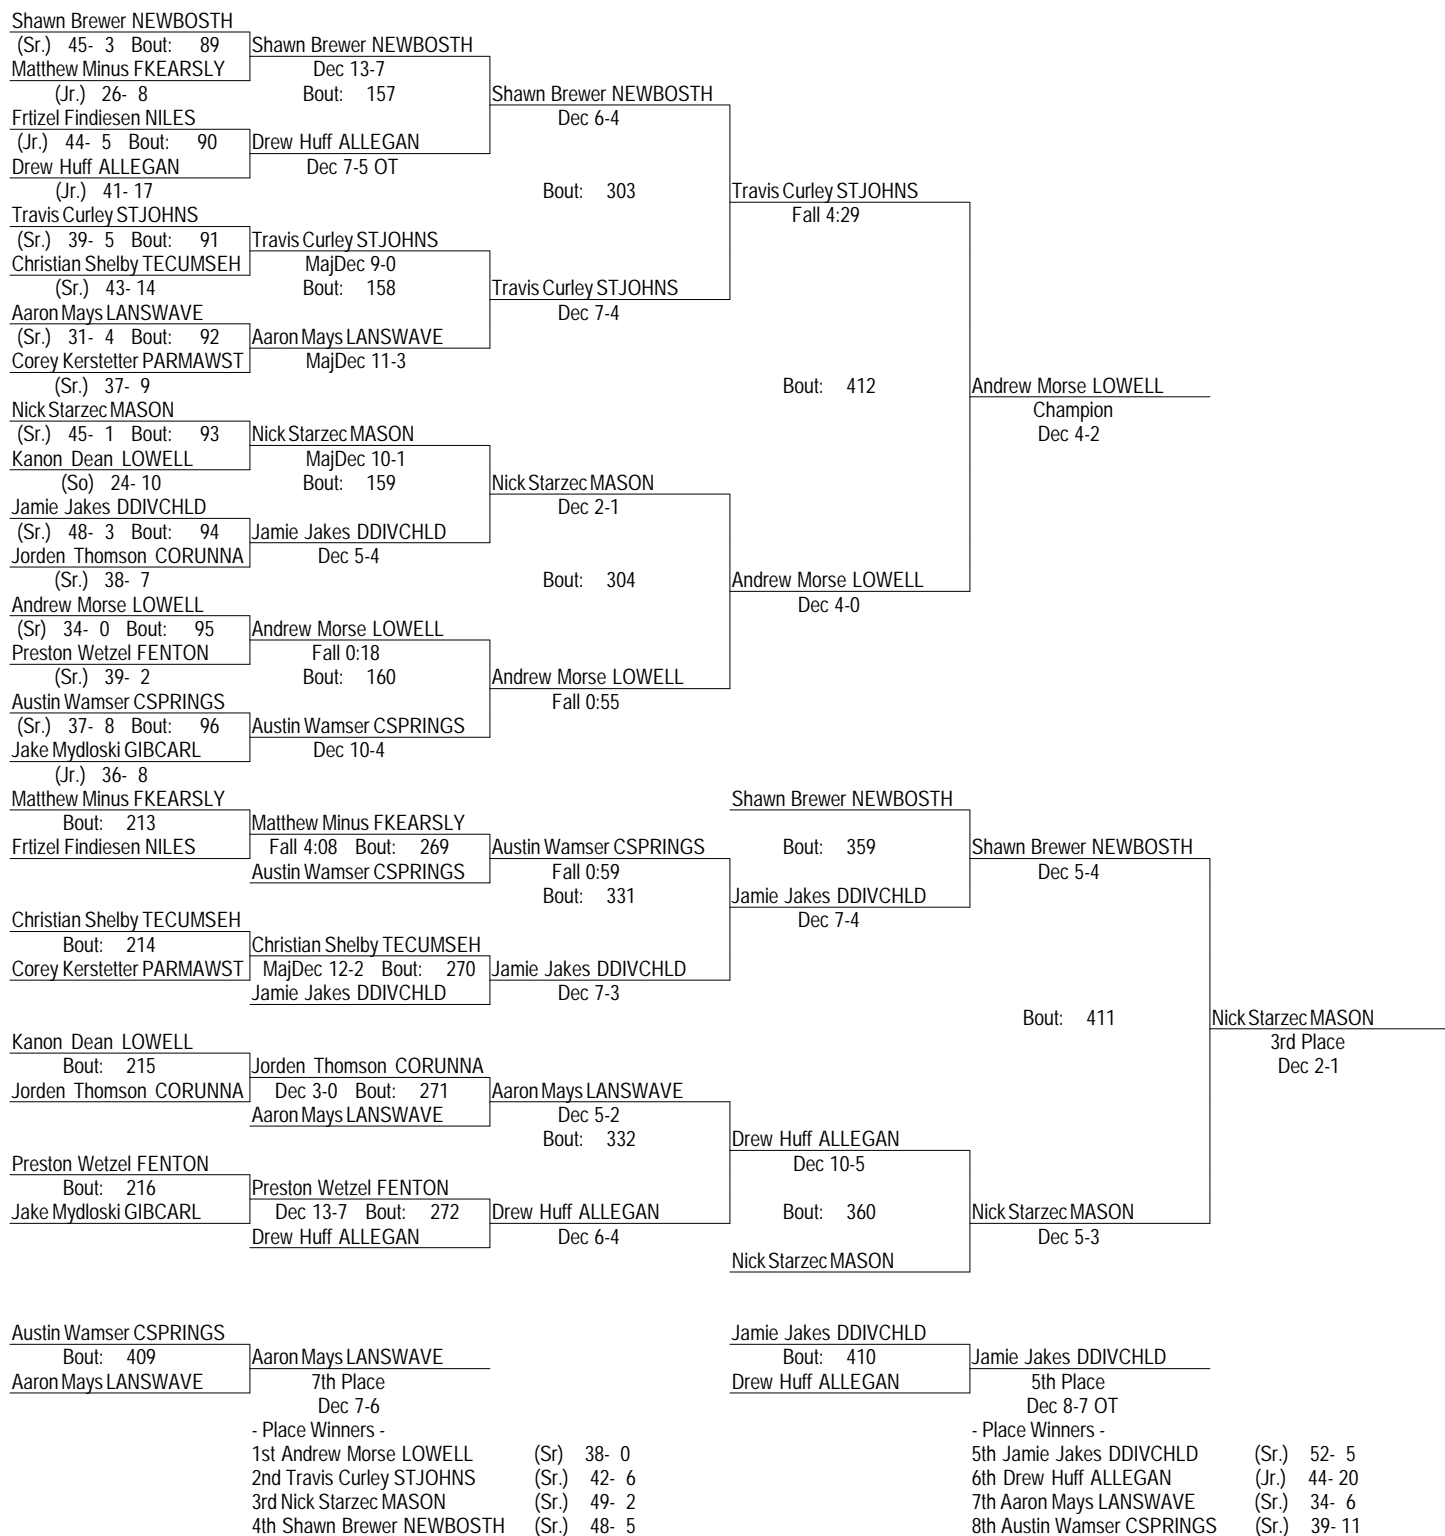 Shawn Brewer NEWBOSTH
(Sr.) 45- 3 Bout: 89 Shawn Brewer NEWBOSTH
Matthew Minus FKEARSLY Dec 13-7
(Jr.) 26- 8 Bout: 157 Shawn Brewer NEWBOSTH
Frtizel Findiesen NILES Dec 6-4
(Jr.) 44- 5 Bout: 90 Drew Huff ALLEGAN
Drew Huff ALLEGAN Dec 7-5 OT
(Jr.) 41- 17 Bout: 303 Travis Curley STJOHNS
Travis Curley STJOHNS Fall 4:29
(Sr.) 39- 5 Bout: 91 Travis Curley STJOHNS
Christian Shelby TECUMSEH MajDec 9-0
(Sr.) 43- 14 Bout: 158 Travis Curley STJOHNS
Aaron Mays LANSWAVE Dec 7-4
(Sr.) 31- 4 Bout: 92 Aaron Mays LANSWAVE
Corey Kerstetter PARMAWST MajDec 11-3
(Sr.) 37- 9 Bout: 412 Andrew Morse LOWELL
Nick Starzec MASON Champion
(Sr.) 45- 1 Bout: 93 Nick Starzec MASON Dec 4-2
Kanon Dean LOWELL MajDec 10-1
(So) 24- 10 Bout: 159 Nick Starzec MASON
Jamie Jakes DDIVCHLD Dec 2-1
(Sr.) 48- 3 Bout: 94 Jamie Jakes DDIVCHLD
Jorden Thomson CORUNNA Dec 5-4
(Sr.) 38- 7 Bout: 304 Andrew Morse LOWELL
Andrew Morse LOWELL Dec 4-0
(Sr) 34- 0 Bout: 95 Andrew Morse LOWELL
Preston Wetzel FENTON Fall 0:18
(Sr.) 39- 2 Bout: 160 Andrew Morse LOWELL
Austin Wamser CSPRINGS Fall 0:55
(Sr.) 37- 8 Bout: 96 Austin Wamser CSPRINGS
Jake Mydloski GIBCARL Dec 10-4
(Jr.) 36- 8
Matthew Minus FKEARSLY Shawn Brewer NEWBOSTH
Bout: 213 Matthew Minus FKEARSLY
Frtizel Findiesen NILES Fall 4:08 Bout: 269 Austin Wamser CSPRINGS Bout: 359 Shawn Brewer NEWBOSTH
Austin Wamser CSPRINGS Fall 0:59 Dec 5-4
Bout: 331 Jamie Jakes DDIVCHLD
Christian Shelby TECUMSEH Dec 7-4
Bout: 214 Christian Shelby TECUMSEH
Corey Kerstetter PARMAWST MajDec 12-2 Bout: 270 Jamie Jakes DDIVCHLD
Jamie Jakes DDIVCHLD Dec 7-3
Bout: 411 Nick Starzec MASON
Kanon Dean LOWELL 3rd Place
Bout: 215 Jorden Thomson CORUNNA Dec 2-1
Jorden Thomson CORUNNA Dec 3-0 Bout: 271 Aaron Mays LANSWAVE
Aaron Mays LANSWAVE Dec 5-2
Bout: 332 Drew Huff ALLEGAN
Preston Wetzel FENTON Dec 10-5
Bout: 216 Preston Wetzel FENTON
Jake Mydloski GIBCARL Dec 13-7 Bout: 272 Drew Huff ALLEGAN Bout: 360 Nick Starzec MASON
Drew Huff ALLEGAN Dec 6-4 Dec 5-3
Nick Starzec MASON
Austin Wamser CSPRINGS Jamie Jakes DDIVCHLD
Bout: 409 Aaron Mays LANSWAVE Bout: 410 Jamie Jakes DDIVCHLD
Aaron Mays LANSWAVE 7th Place Drew Huff ALLEGAN 5th Place
Dec 7-6 Dec 8-7 OT
- Place Winners - - Place Winners -
1st Andrew Morse LOWELL (Sr) 38- 0 5th Jamie Jakes DDIVCHLD (Sr.) 52- 5
2nd Travis Curley STJOHNS (Sr.) 42- 6 6th Drew Huff ALLEGAN (Jr.) 44- 20
3rd Nick Starzec MASON (Sr.) 49- 2 7th Aaron Mays LANSWAVE (Sr.) 34- 6
4th Shawn Brewer NEWBOSTH (Sr.) 48- 5 8th Austin Wamser CSPRINGS (Sr.) 39- 11